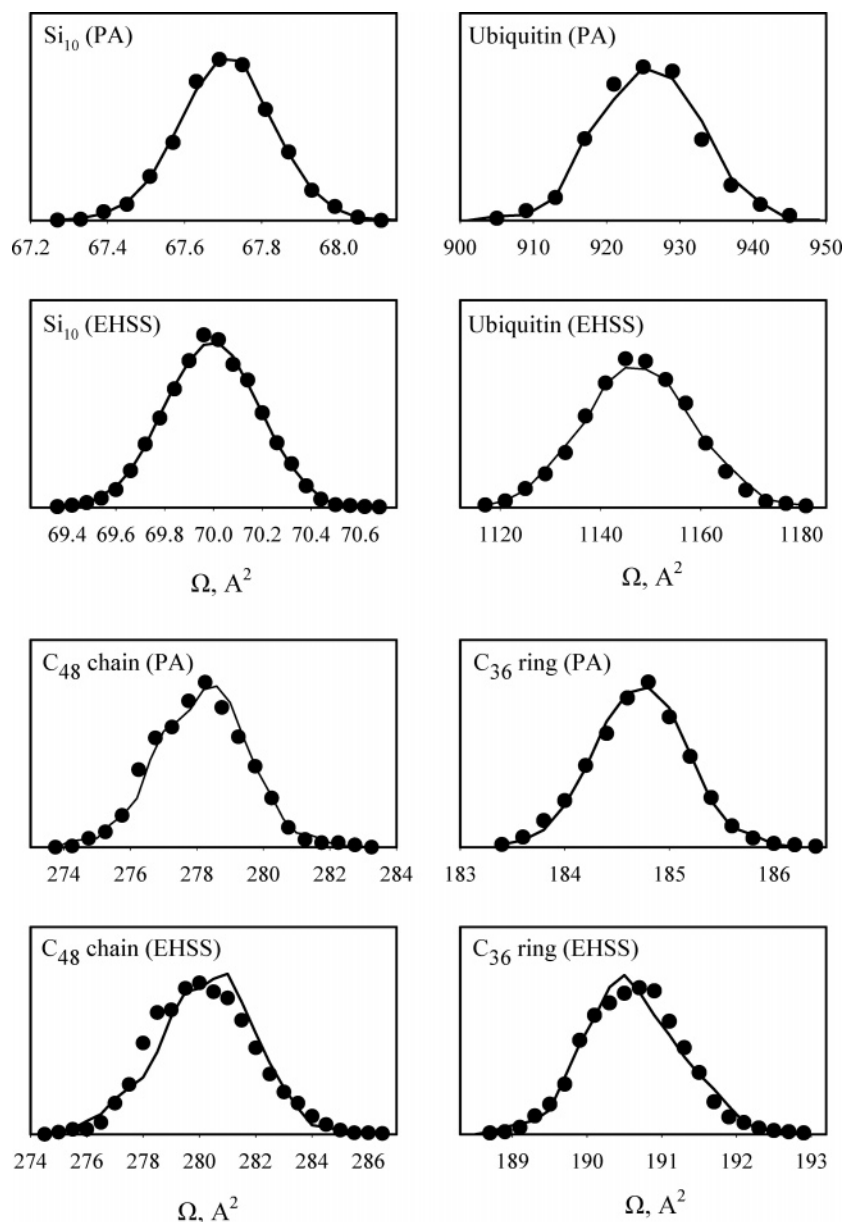 Si₁₀ (PA)
67.2 67.4 67.6 67.8 68.0
Ubiquitin (PA)
900 910 920 930 940 950
Si₁₀ (EHSS)
69.4 69.6 69.8 70.0 70.2 70.4 70.6
Ω, A²
Ubiquitin (EHSS)
1120 1140 1160 1180
Ω, A²
C₄₈ chain (PA)
274 276 278 280 282 284
C₃₆ ring (PA)
183 184 185 186
C₄₈ chain (EHSS)
274 276 278 280 282 284 286
Ω, A²
C₃₆ ring (EHSS)
189 190 191 192 193
Ω, A²